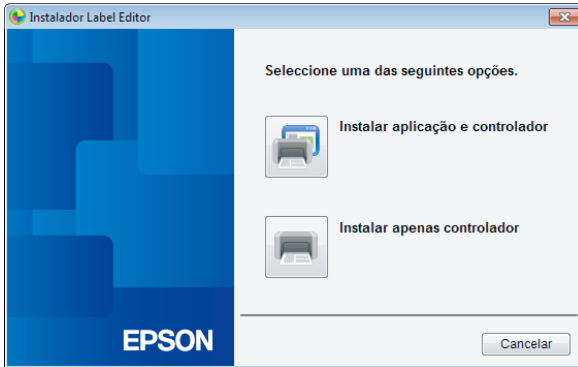 Instalador Label Editor
Seleccione uma das seguintes opções.
Instalar aplicação e controlador
Instalar apenas controlador
EPSON
Cancelar